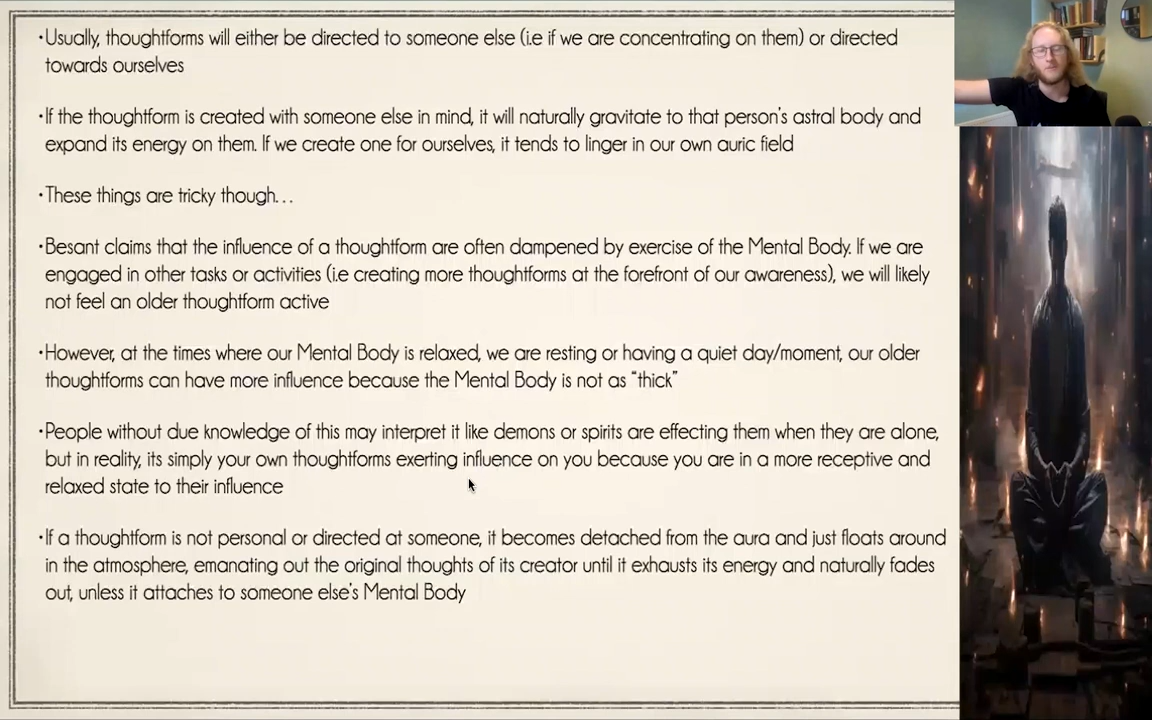 •Usually, thoughtforms will either be directed to someone else (i.e if we are concentrating on them) or directed
towards ourselves
•If the thoughtform is created with someone else in mind, it will naturally gravitate to that person's astral body and
expand its energy on them. If we create one for ourselves, it tends to linger in our own auric field
•These things are tricky though…
•Besant claims that the influence of a thoughtform are often dampened by exercise of the Mental Body. If we are
engaged in other tasks or activities (i.e creating more thoughtforms at the forefront of our awareness), we will likely
not feel an older thoughtform active
•However, at the times where our Mental Body is relaxed, we are resting or having a quiet day/moment, our older
thoughtforms can have more influence because the Mental Body is not as "thick"
•People without due knowledge of this may interpret it like demons or spirits are effecting them when they are alone,
but in reality, its simply your own thoughtforms exerting influence on you because you are in a more receptive and
relaxed state to their influence
•If a thoughtform is not personal or directed at someone, it becomes detached from the aura and just floats around
in the atmosphere, emanating out the original thoughts of its creator until it exhausts its energy and naturally fades
out, unless it attaches to someone else's Mental Body